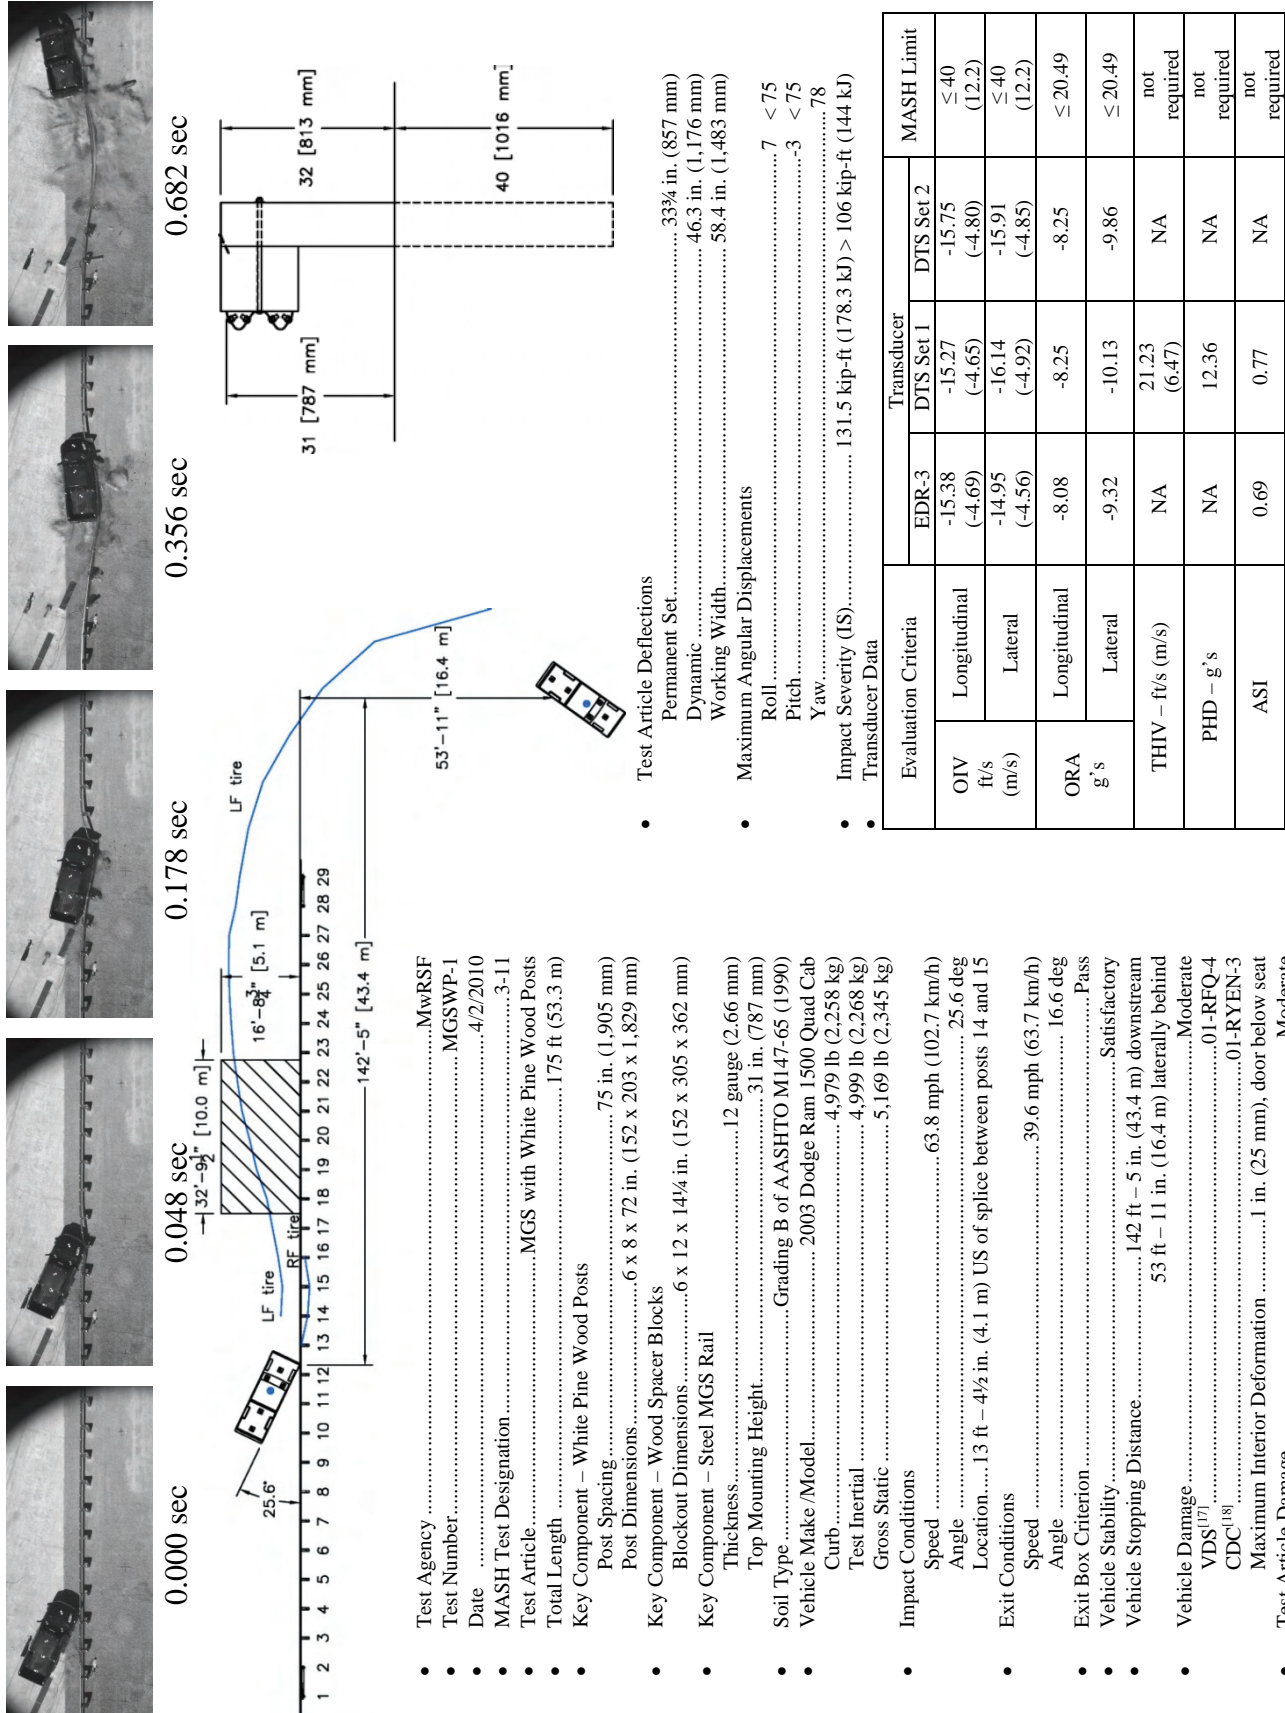 0.000 sec
0.048 sec
0.178 sec
0.356 sec
0.682 sec
25.6°
LF tire
RF tire
32'-9½" [10.0 m]
16'-8¾" [5.1 m]
LF tire
142'-5" [43.4 m]
53'-11" [16.4 m]
1 2 3 4 5 6 7 8 9 10 11 12 13 14 15 16 17 18 19 20 21 22 23 24 25 26 27 28 29
31 [787 mm]
32 [813 mm]
40 [1016 mm]
• Test Agency MwRSF
• Test Number MGSWP-1
• Date 4/2/2010
• MASH Test Designation 3-11
• Test Article MGS with White Pine Wood Posts
• Total Length 175 ft (53.3 m)
• Key Component – White Pine Wood Posts
Post Spacing 75 in. (1,905 mm)
Post Dimensions 6 x 8 x 72 in. (152 x 203 x 1,829 mm)
• Key Component – Wood Spacer Blocks
Blockout Dimensions 6 x 12 x 14¼ in. (152 x 305 x 362 mm)
• Key Component – Steel MGS Rail
Thickness 12 gauge (2.66 mm)
Top Mounting Height 31 in. (787 mm)
• Soil Type Grading B of AASHTO M147-65 (1990)
• Vehicle Make /Model 2003 Dodge Ram 1500 Quad Cab
Curb 4,979 lb (2,258 kg)
Test Inertial 4,999 lb (2,268 kg)
Gross Static 5,169 lb (2,345 kg)
• Impact Conditions
Speed 63.8 mph (102.7 km/h)
Angle 25.6 deg
Location 13 ft – 4½ in. (4.1 m) US of splice between posts 14 and 15
• Exit Conditions
Speed 39.6 mph (63.7 km/h)
Angle 16.6 deg
• Exit Box Criterion Pass
• Vehicle Stability Satisfactory
• Vehicle Stopping Distance 142 ft – 5 in. (43.4 m) downstream
53 ft – 11 in. (16.4 m) laterally behind
• Vehicle Damage Moderate
VDS[17] 01-RFQ-4
CDC[18] 01-RYEN-3
Maximum Interior Deformation 1 in. (25 mm), door below seat
• Test Article Damage Moderate
• Test Article Deflections
Permanent Set 33¾ in. (857 mm)
Dynamic 46.3 in. (1,176 mm)
Working Width 58.4 in. (1,483 mm)
• Maximum Angular Displacements
Roll 7 < 75
Pitch -3 < 75
Yaw 78
• Impact Severity (IS) 131.5 kip-ft (178.3 kJ) > 106 kip-ft (144 kJ)
• Transducer Data
Evaluation Criteria Transducer MASH Limit
EDR-3 DTS Set 1 DTS Set 2
OIV ft/s (m/s) Longitudinal -15.38 (-4.69) -15.27 (-4.65) -15.75 (-4.80) ≤ 40 (12.2)
Lateral -14.95 (-4.56) -16.14 (-4.92) -15.91 (-4.85) ≤ 40 (12.2)
ORA g's Longitudinal -8.08 -8.25 -8.25 ≤ 20.49
Lateral -9.32 -10.13 -9.86 ≤ 20.49
THIV – ft/s (m/s) NA 21.23 (6.47) NA not required
PHD – g's NA 12.36 NA not required
ASI 0.69 0.77 NA not required